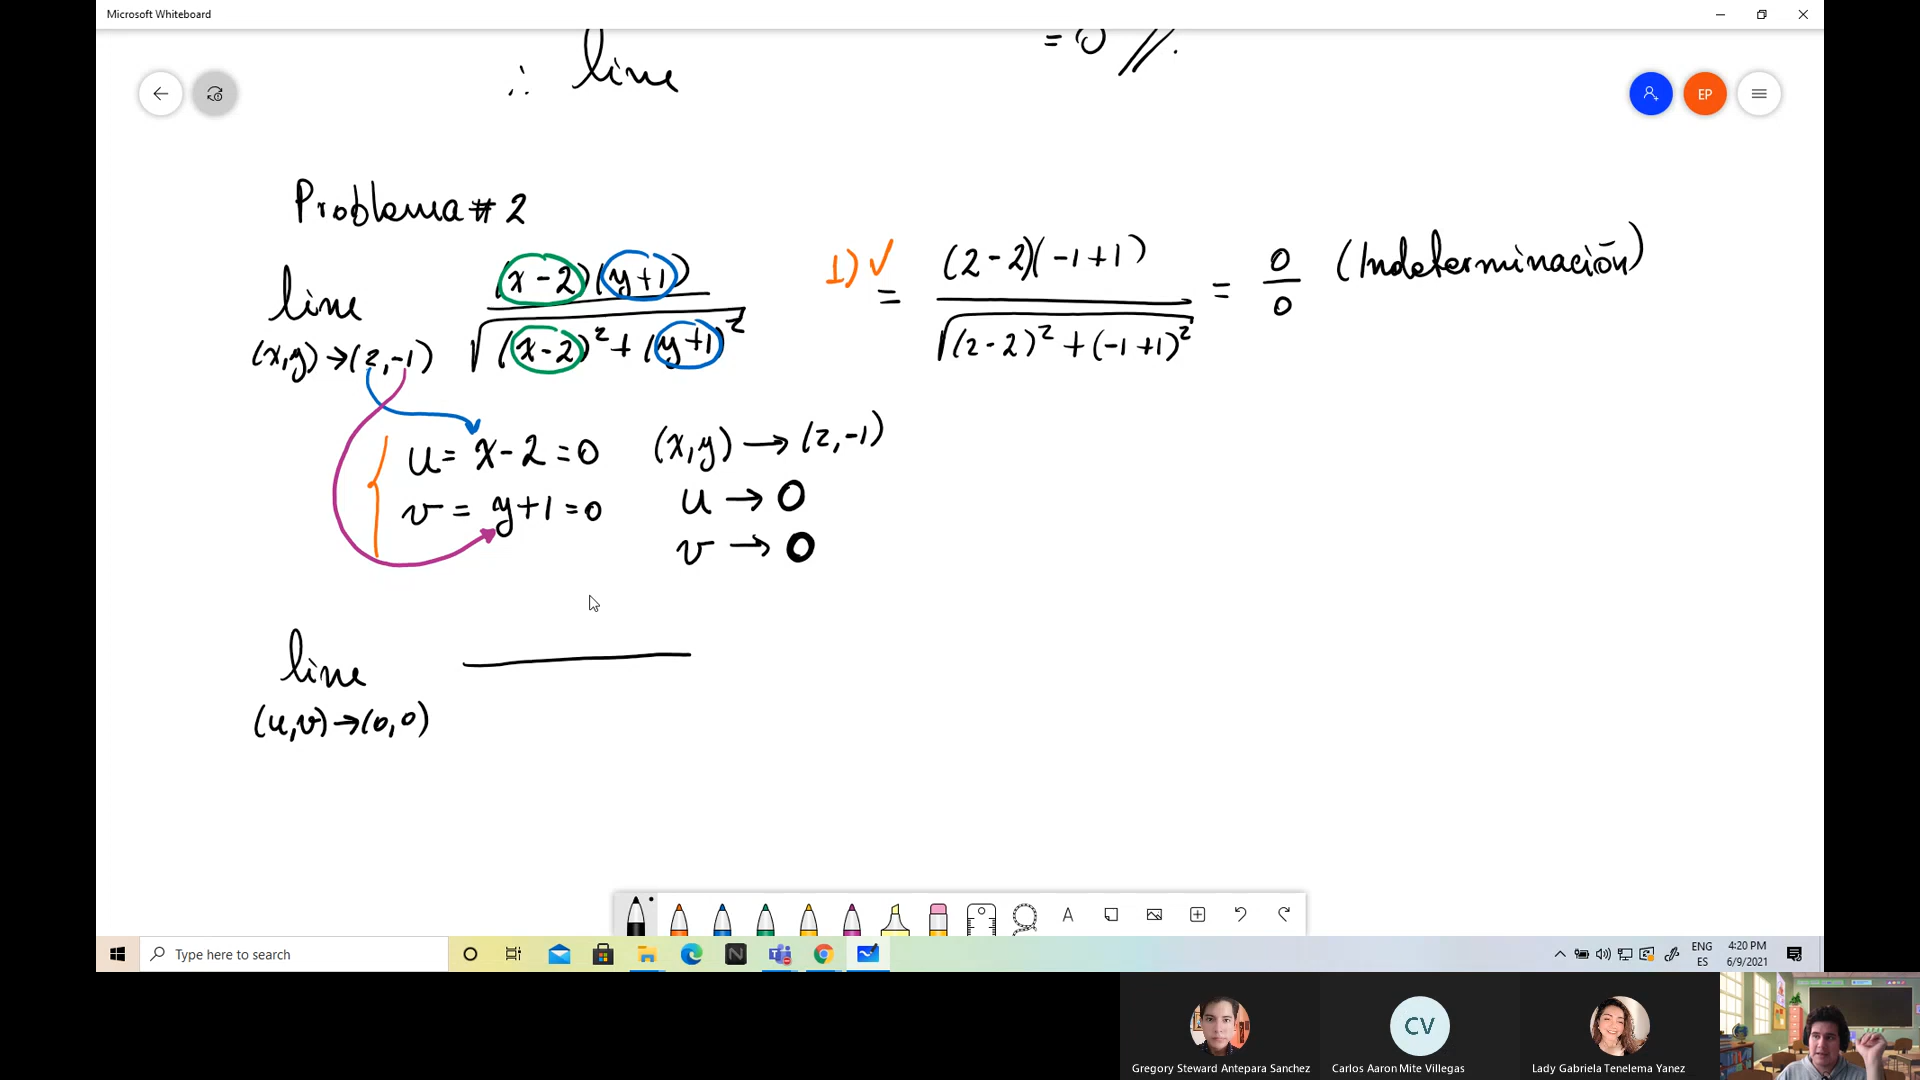 Microsoft Whiteboard
∴ lim
= 0 //.
EP
Problema # 2
lim (x,y)→(2,-1) (x-2)(y+1) / √((x-2)² + (y+1)²)
1) ✓ = (2-2)(-1+1) / √((2-2)² + (-1+1)²) = 0/0 (Indeterminación)
u = x-2 = 0 (x,y) → (2,-1)
v = y+1 = 0 u → 0
v → 0
lim (u,v)→(0,0)
A
Type here to search
N
ENG
ES
4:20 PM
6/9/2021
CV
Gregory Steward Antepara Sanchez
Carlos Aaron Mite Villegas
Lady Gabriela Tenelema Yanez